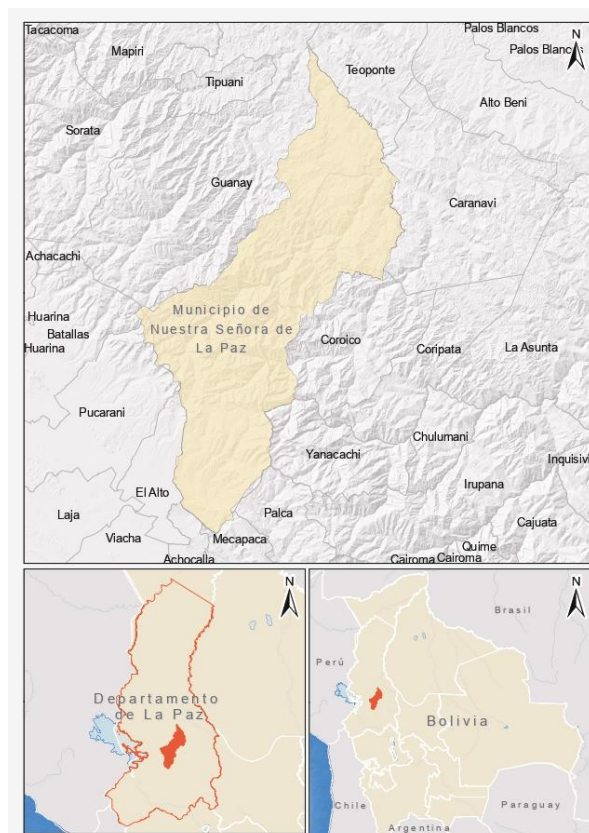 Tacacoma
Palos Blancos
N
Mapiri
Palos Blancos
Teoponte
Tipuani
Alto Beni
Sorata
Guanay
Caranavi
Achacachi
Huarina
Municipio de
Nuestra Señora de
La Paz
Batallas
Huarina
Coroico
Coripata
La Asunta
Pucarani
Chulumani
Yanacachi
Inquisivi
Irupana
El Alto
Palca
Laja
Cajuata
Viacha
Mecapaca
Quime
Achocalla
Cairoma
Cairoma
N
Departamento
de La Paz
N
Brasil
Perú
Bolivia
Chile
Paraguay
Argentina